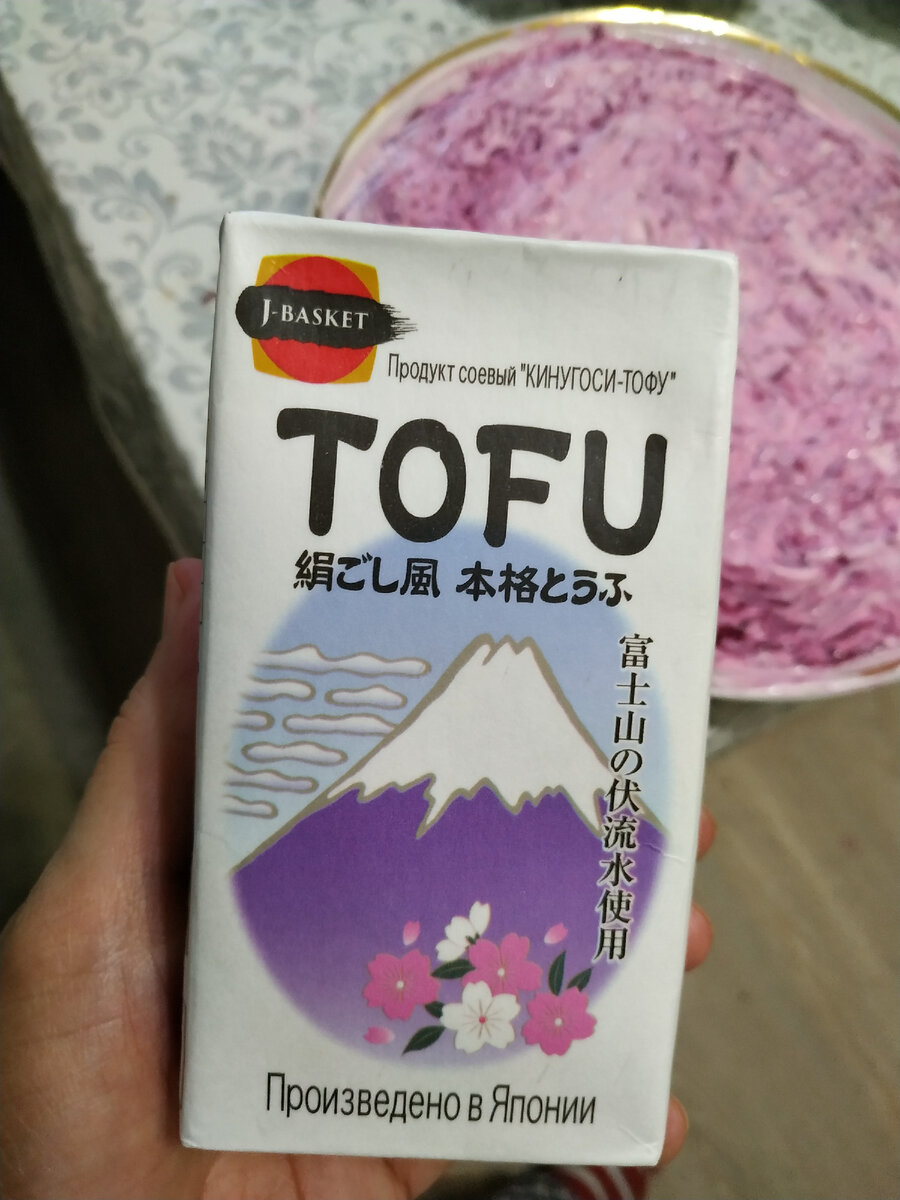 J-BASKET
Продукт соевый "КИНУГОСИ-ТОФУ"
TOFU
絹ごし風 本格とうふ
富士山の伏流水使用
Произведено в Японии